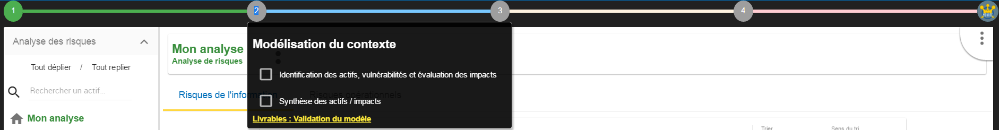 1 2 3 4
Analyse des risques
Tout déplier / Tout replier
Rechercher un actif...
Mon analyse
Mon analyse
Analyse de risques
Modélisation du contexte
Identification des actifs, vulnérabilités et évaluation des impacts
Synthèse des actifs / impacts
Livrables : Validation du modèle
Risques de l'information Risques opérationnels
Trier Sens du tri